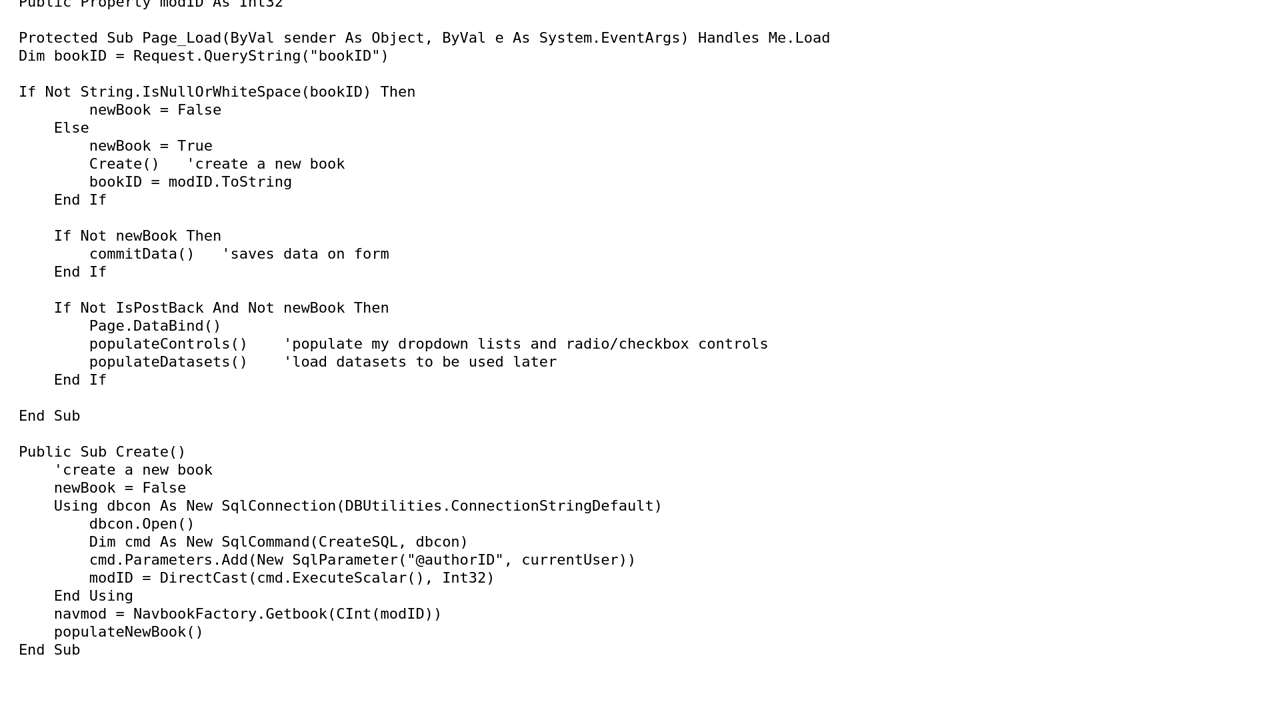 Public Property modID As Int32
Protected Sub Page_Load(ByVal sender As Object, ByVal e As System.EventArgs) Handles Me.Load
Dim bookID = Request.QueryString("bookID")
If Not String.IsNullOrWhiteSpace(bookID) Then
newBook = False
Else
newBook = True
Create()   'create a new book
bookID = modID.ToString
End If
If Not newBook Then
commitData()   'saves data on form
End If
If Not IsPostBack And Not newBook Then
Page.DataBind()
populateControls()    'populate my dropdown lists and radio/checkbox controls
populateDatasets()    'load datasets to be used later
End If
End Sub
Public Sub Create()
'create a new book
newBook = False
Using dbcon As New SqlConnection(DBUtilities.ConnectionStringDefault)
dbcon.Open()
Dim cmd As New SqlCommand(CreateSQL, dbcon)
cmd.Parameters.Add(New SqlParameter("@authorID", currentUser))
modID = DirectCast(cmd.ExecuteScalar(), Int32)
End Using
navmod = NavbookFactory.Getbook(CInt(modID))
populateNewBook()
End Sub